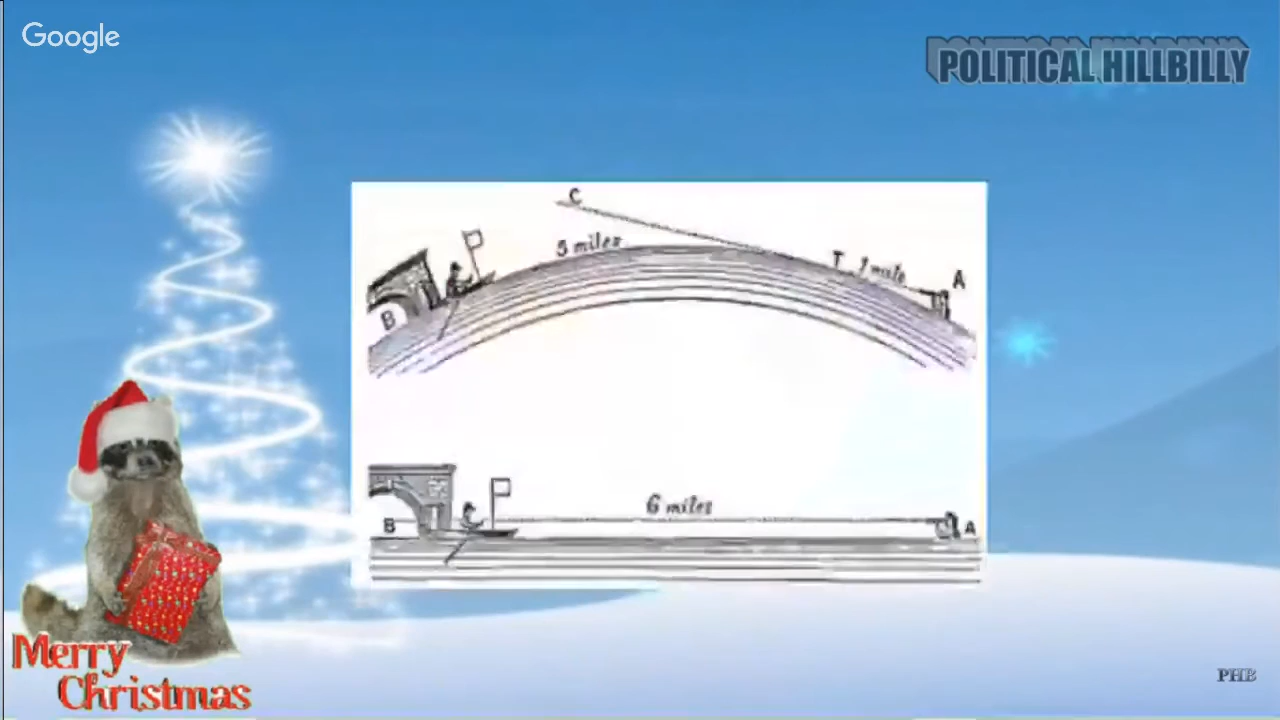 Google
POLITICAL HILLBILLY
C
5 miles
T 1 mile
A
B
6 miles
B
A
Merry
Christmas
PHB